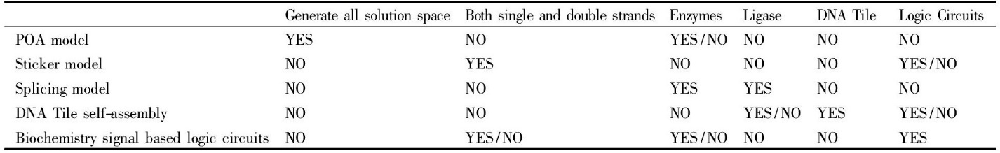 Generate all solution space Both single and double strands Enzymes Ligase DNA Tile Logic Circuits
POA model YES NO YES/NO NO NO NO
Sticker model NO YES NO NO NO YES/NO
Splicing model NO NO YES YES NO NO
DNA Tile self-assembly NO NO NO YES/NO YES YES/NO
Biochemistry signal based logic circuits NO YES/NO YES/NO NO NO YES